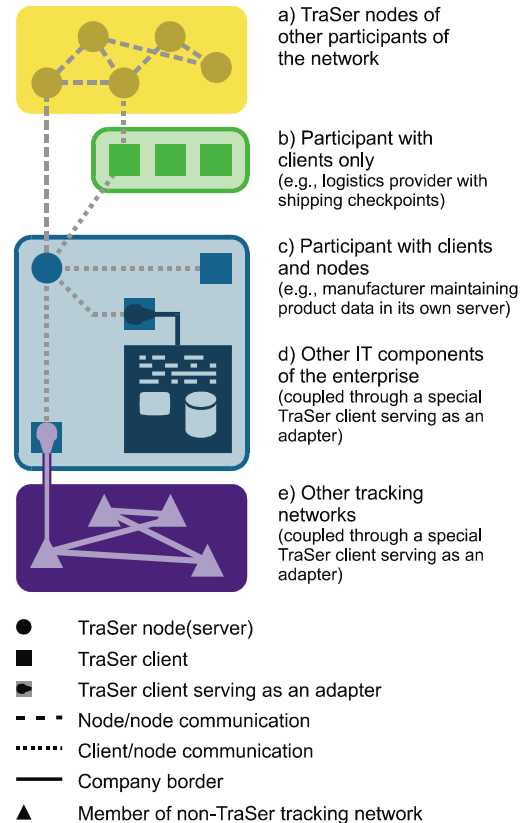 a) TraSer nodes of
other participants of
the network
b) Participant with
clients only
(e.g., logistics provider with
shipping checkpoints)
c) Participant with clients
and nodes
(e.g., manufacturer maintaining
product data in its own server)
d) Other IT components
of the enterprise
(coupled through a special
TraSer client serving as an
adapter)
e) Other tracking
networks
(coupled through a special
TraSer client serving as an
adapter)
TraSer node(server)
TraSer client
TraSer client serving as an adapter
Node/node communication
Client/node communication
Company border
Member of non-TraSer tracking network